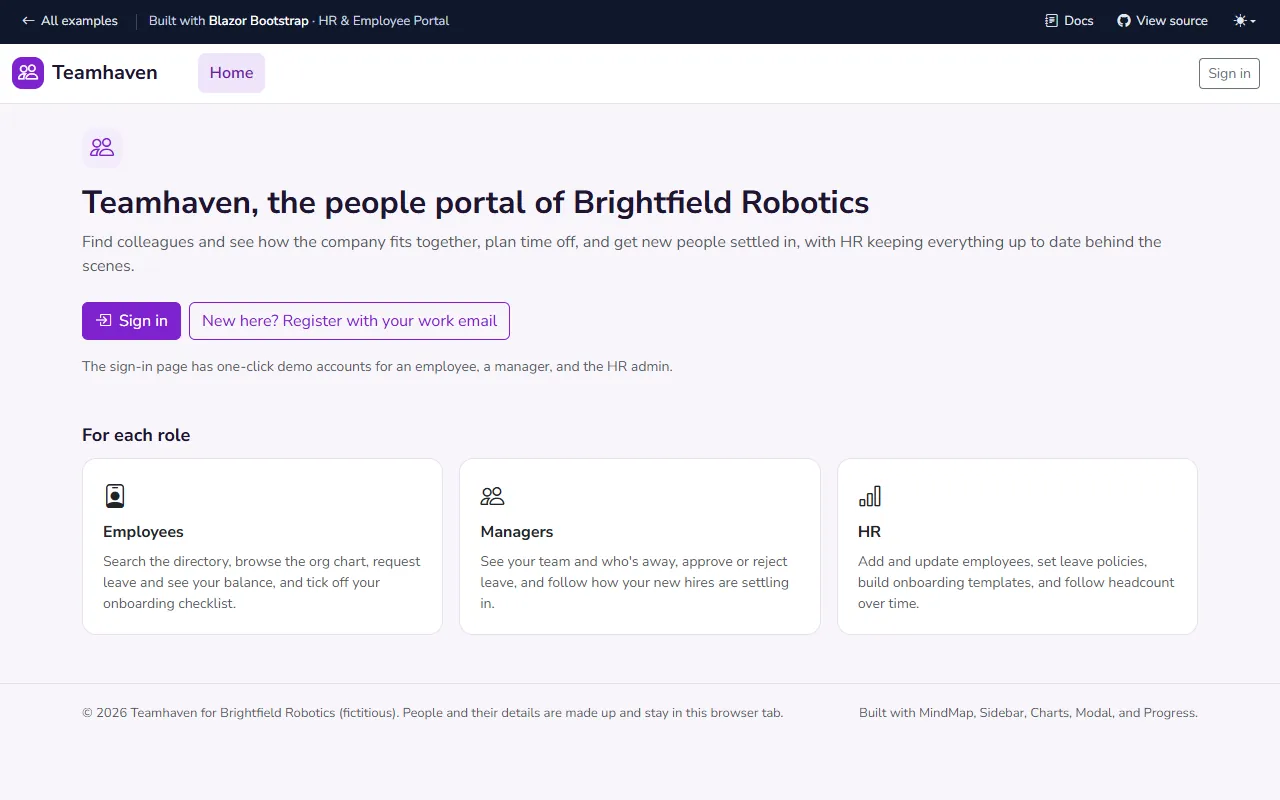 All examples
Built with Blazor Bootstrap · HR & Employee Portal
Docs
View source
Teamhaven
Home
Sign in
Teamhaven, the people portal of Brightfield Robotics
Find colleagues and see how the company fits together, plan time off, and get new people settled in, with HR keeping everything up to date behind the
scenes.
Sign in
New here? Register with your work email
The sign-in page has one-click demo accounts for an employee, a manager, and the HR admin.
For each role
Employees
Search the directory, browse the org chart, request
leave and see your balance, and tick off your
onboarding checklist.
Managers
See your team and who's away, approve or reject
leave, and follow how your new hires are settling
in.
HR
Add and update employees, set leave policies,
build onboarding templates, and follow headcount
over time.
© 2026 Teamhaven for Brightfield Robotics (fictitious). People and their details are made up and stay in this browser tab.
Built with MindMap, Sidebar, Charts, Modal, and Progress.